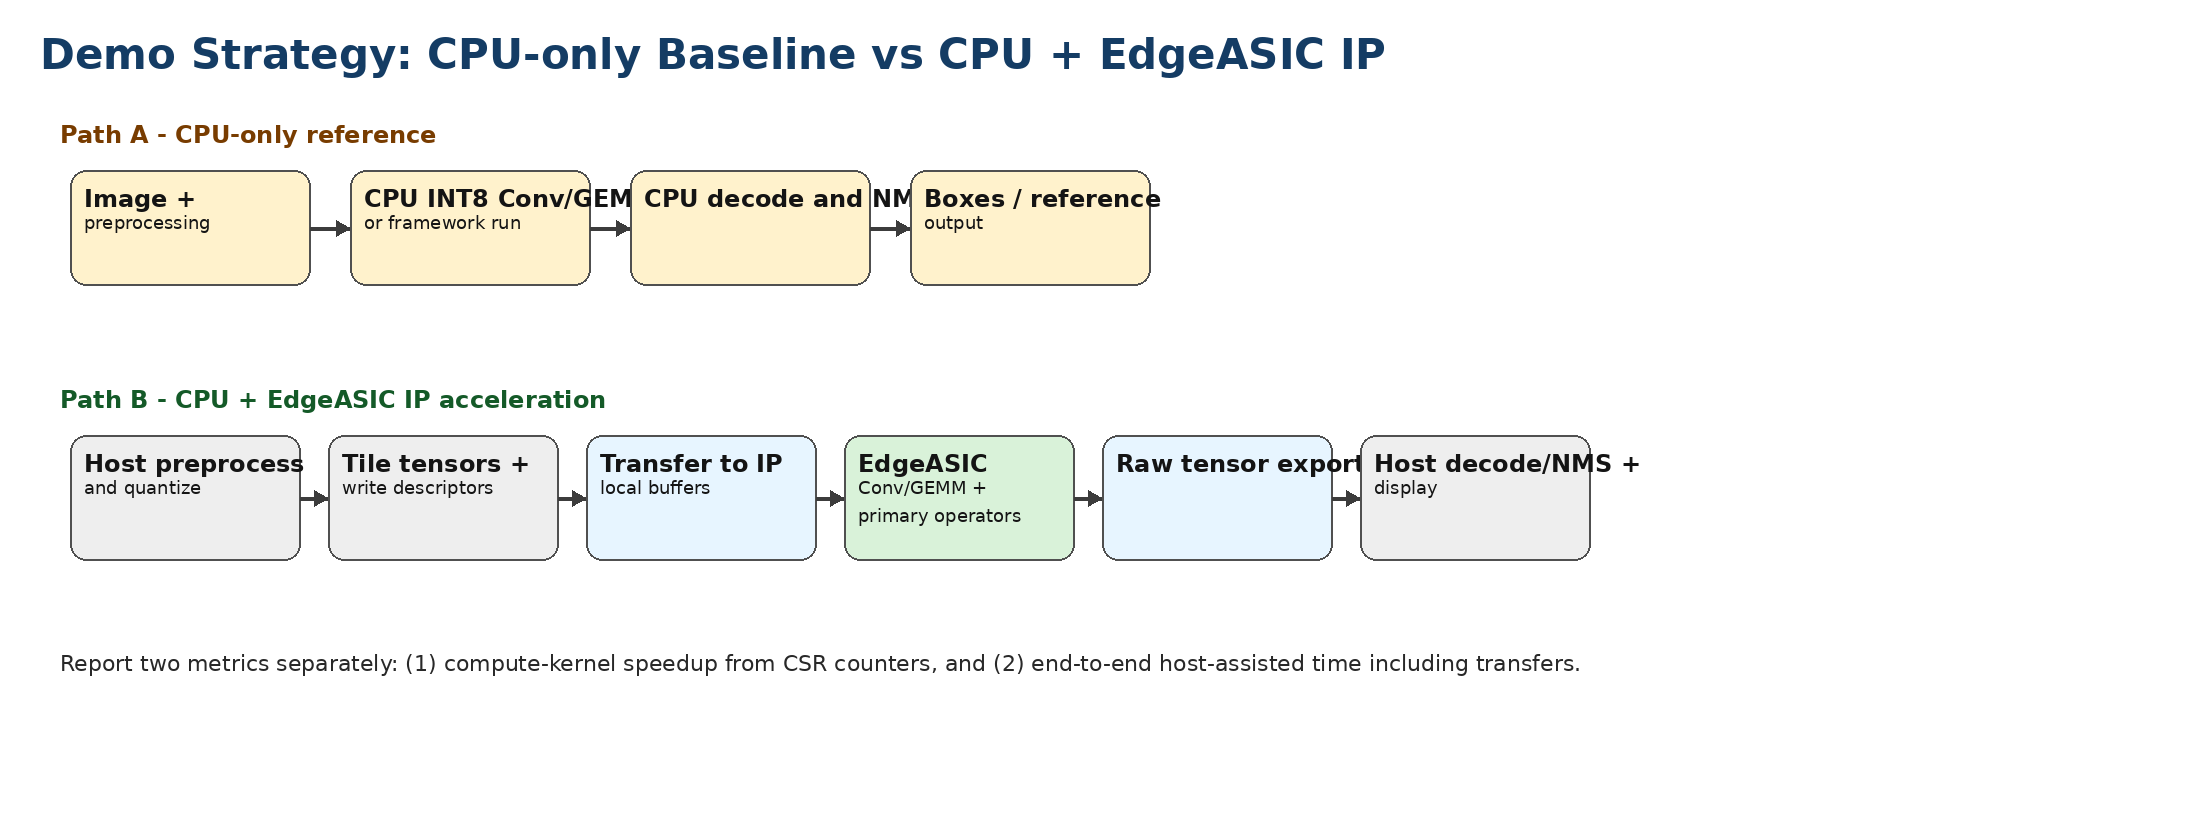 Demo Strategy: CPU-only Baseline vs CPU + EdgeASIC IP
Path A - CPU-only reference
Image +
preprocessing
CPU INT8 Conv/GEM
or framework run
CPU decode and NM
Boxes / reference
output
Path B - CPU + EdgeASIC IP acceleration
Host preprocess
and quantize
Tile tensors +
write descriptors
Transfer to IP
local buffers
EdgeASIC
Conv/GEMM +
primary operators
Raw tensor export
Host decode/NMS +
display
Report two metrics separately: (1) compute-kernel speedup from CSR counters, and (2) end-to-end host-assisted time including transfers.